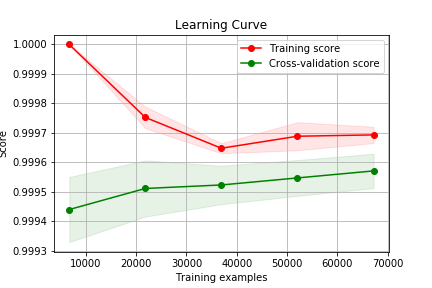 Learning Curve
1.0000
0.9999
0.9998
0.9997
0.9996
0.9995
0.9994
0.9993
Score
Training score
Cross-validation score
10000 20000 30000 40000 50000 60000 70000
Training examples